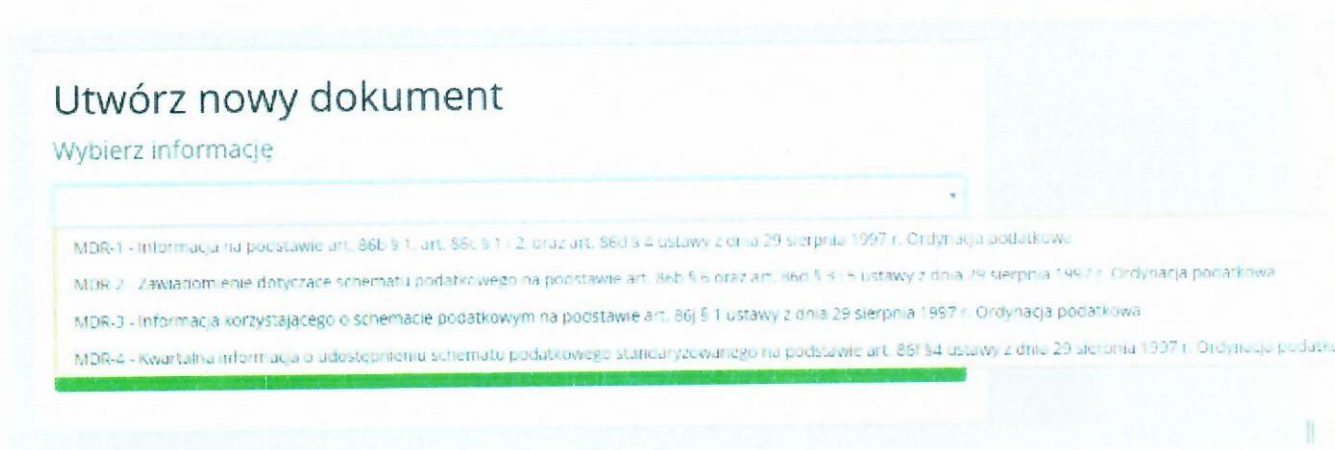 Utwórz nowy dokument
Wybierz informację
MDR-1 - Informacja na podstawie art. 86b § 1, art. 86c § 1 i 2, oraz art. 86d § 4 ustawy z dnia 29 sierpnia 1997 r. Ordynacja podatkowa
MDR-2 - Zawiadomienie dotyczące schematu podatkowego na podstawie art. 86b § 6 oraz art. 86d § 3 i 5 ustawy z dnia 29 sierpnia 1997 r. Ordynacja podatkowa
MDR-3 - Informacja korzystającego o schemacie podatkowym na podstawie art. 86j § 1 ustawy z dnia 29 sierpnia 1997 r. Ordynacja podatkowa
MDR-4 - Kwartalna informacja o udostępnieniu schematu podatkowego standaryzowanego na podstawie art. 86f §4 ustawy z dnia 29 sierpnia 1997 r. Ordynacja podatk